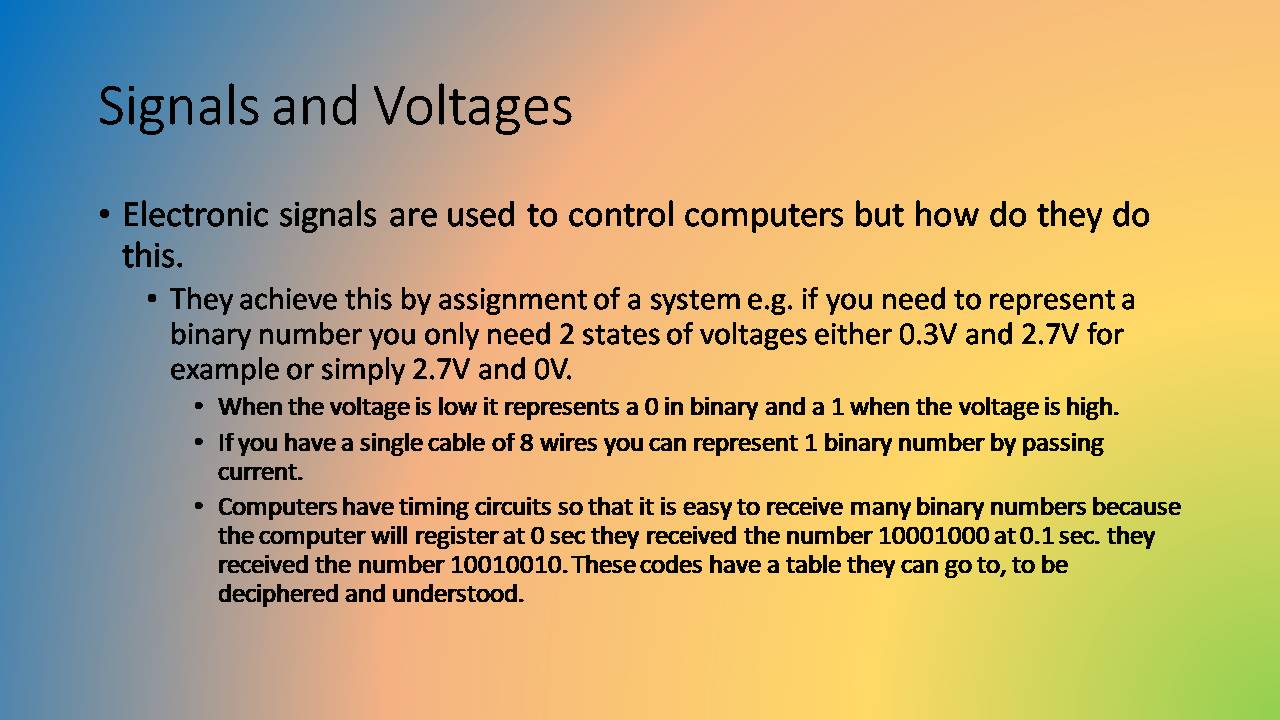 Signals and Voltages
• Electronic signals are used to control computers but how do they do
this.
• They achieve this by assignment of a system e.g. if you need to represent a
binary number you only need 2 states of voltages either 0.3V and 2.7V for
example or simply 2.7V and 0V.
• When the voltage is low it represents a 0 in binary and a 1 when the voltage is high.
• If you have a single cable of 8 wires you can represent 1 binary number by passing
current.
• Computers have timing circuits so that it is easy to receive many binary numbers because
the computer will register at 0 sec they received the number 10001000 at 0.1 sec. they
received the number 10010010. These codes have a table they can go to, to be
deciphered and understood.